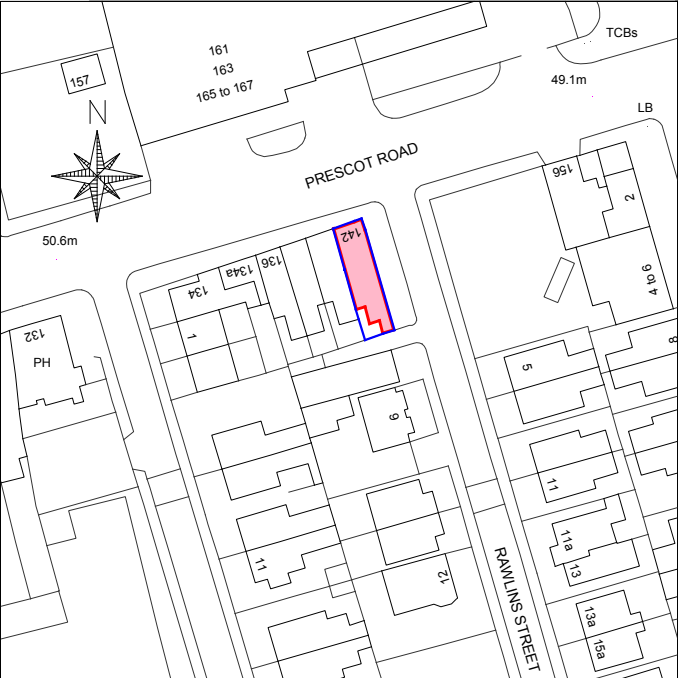 TCBs
161
163
165 to 167
157
49.1m
N
LB
PRESCOT ROAD
156
2
50.6m
142
136
134a
134
4 to 6
132
PH
1
8
5
9
11
11
11a
13
12
RAWLINS STREET
13a
15a